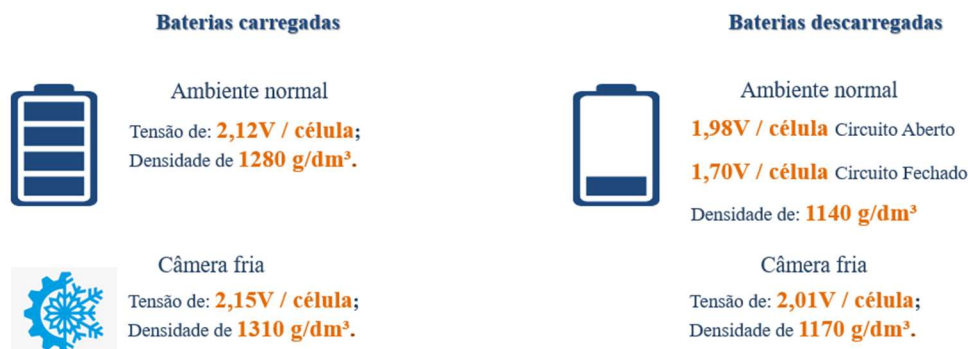 Baterias carregadas
Ambiente normal
Tensão de: 2,12V / célula;
Densidade de 1280 g/dm³.
Câmera fria
Tensão de: 2,15V / célula;
Densidade de 1310 g/dm³.
Baterias descarregadas
Ambiente normal
1,98V / célula Circuito Aberto
1,70V / célula Circuito Fechado
Densidade de: 1140 g/dm³
Câmera fria
Tensão de: 2,01V / célula;
Densidade de 1170 g/dm³.